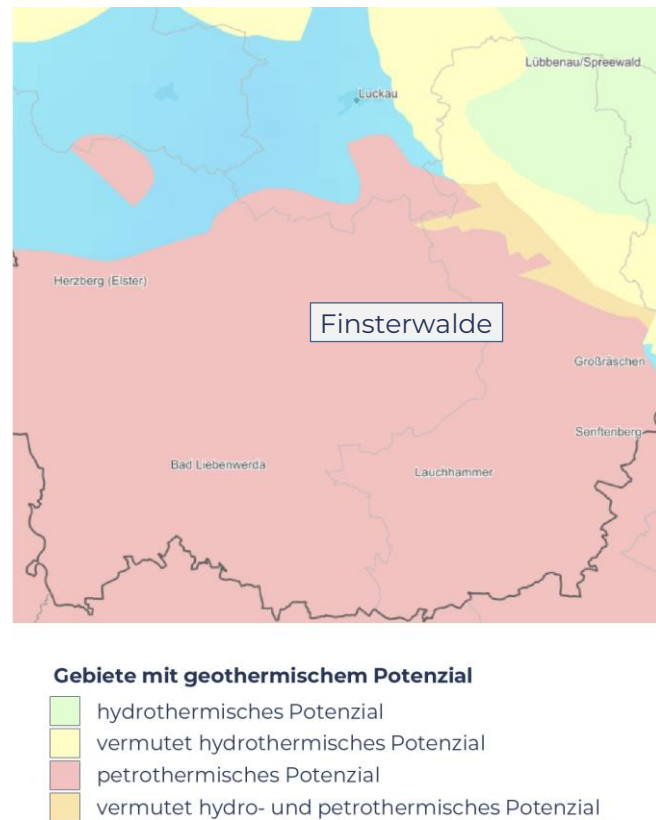 Lübbenau/Spreewald
Luckau
Herzberg (Elster)
Finsterwalde
Großräschen
Senftenberg
Bad Liebenwerda
Lauchhammer
Gebiete mit geothermischem Potenzial
hydrothermisches Potenzial
vermutet hydrothermisches Potenzial
petrothermisches Potenzial
vermutet hydro- und petrothermisches Potenzial